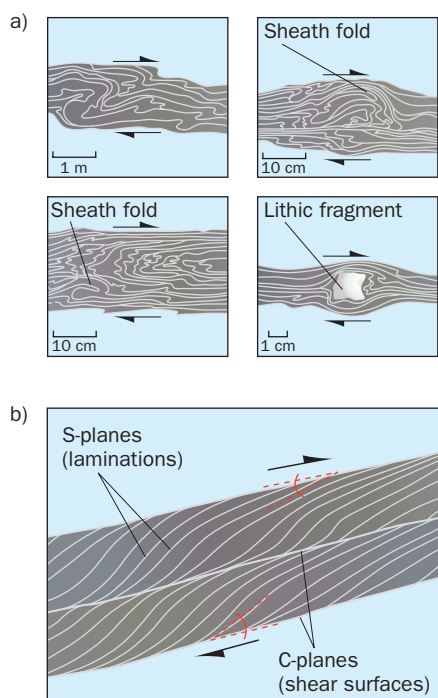 a)
Sheath fold
1 m
10 cm
Sheath fold
Lithic fragment
10 cm
1 cm
b)
S-planes
(laminations)
C-planes
(shear surfaces)